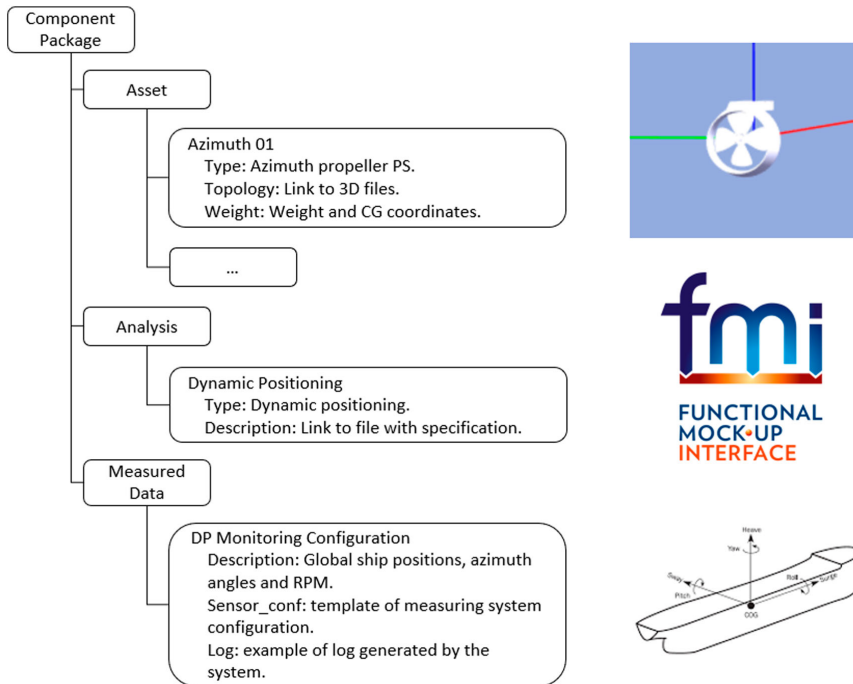 Component
Package
Asset
Azimuth 01
Type: Azimuth propeller PS.
Topology: Link to 3D files.
Weight: Weight and CG coordinates.
...
Analysis
Dynamic Positioning
Type: Dynamic positioning.
Description: Link to file with specification.
Measured
Data
DP Monitoring Configuration
Description: Global ship positions, azimuth
angles and RPM.
Sensor_conf: template of measuring system
configuration.
Log: example of log generated by the
system.
fmi
FUNCTIONAL
MOCK-UP
INTERFACE
Heave
Yaw
Sway
Pitch
Roll
Surge
COG